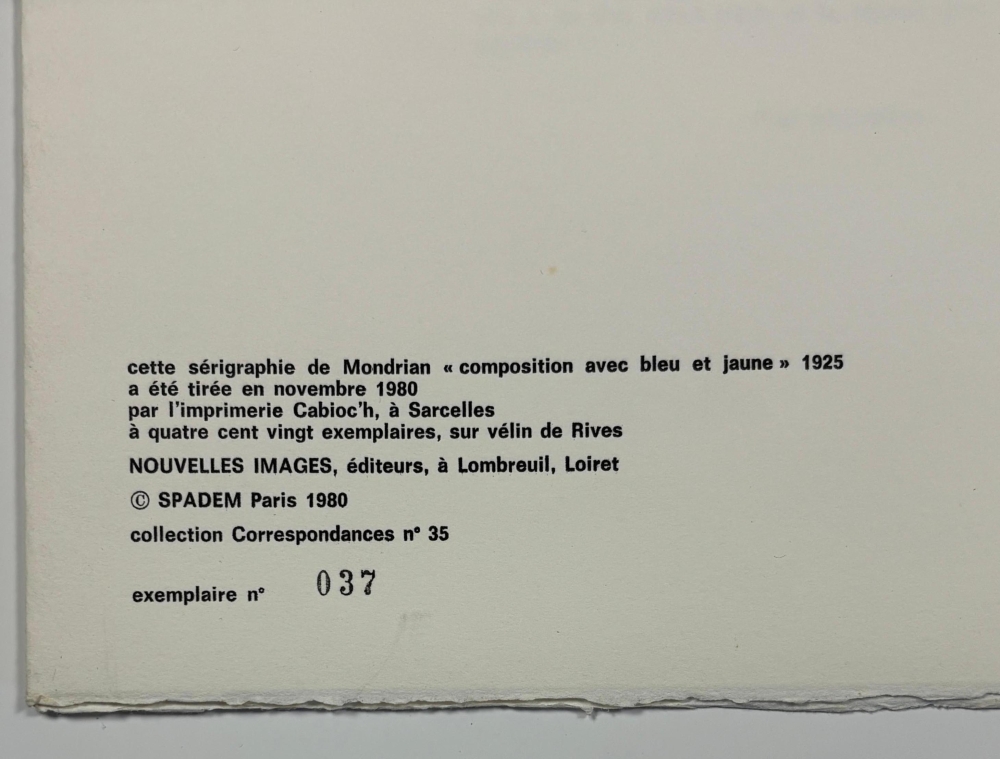 cette sérigraphie de Mondrian « composition avec bleu et jaune » 1925
a été tirée en novembre 1980
par l'imprimerie Cabioc'h, à Sarcelles
à quatre cent vingt exemplaires, sur vélin de Rives
NOUVELLES IMAGES, éditeurs, à Lombreuil, Loiret
© SPADEM Paris 1980
collection Correspondances n° 35
exemplaire n° 037